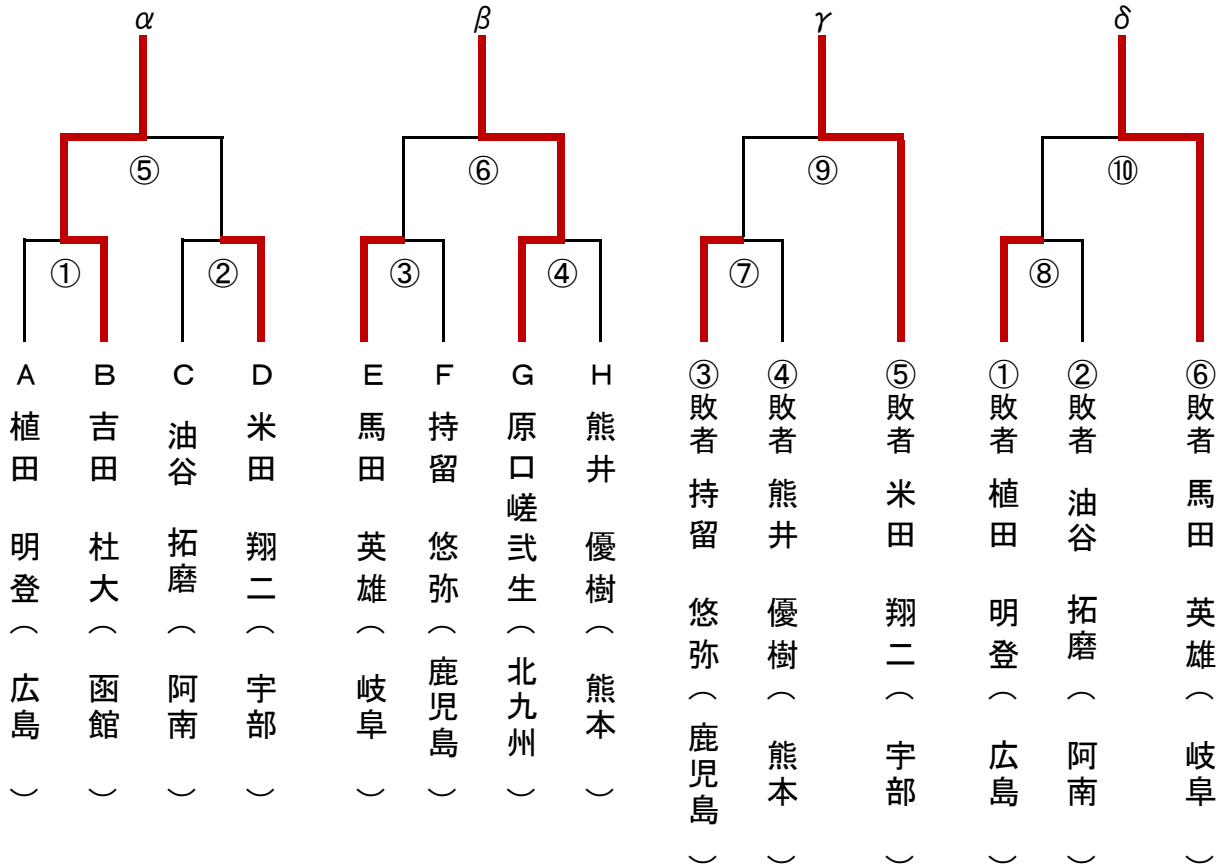 α
β
γ
δ
⑤
⑥
⑨
⑩
①
②
③
④
⑦
⑧
A 植田 明登（広島）
B 吉田 杜大（函館）
C 油谷 拓磨（阿南）
D 米田 翔二（宇部）
E 馬田 英雄（岐阜）
F 持留 悠弥（鹿児島）
G 原口嵯弐生（北九州）
H 熊井 優樹（熊本）
③敗者 持留 悠弥（鹿児島）
④敗者 熊井 優樹（熊本）
⑤敗者 米田 翔二（宇部）
①敗者 植田 明登（広島）
②敗者 油谷 拓磨（阿南）
⑥敗者 馬田 英雄（岐阜）